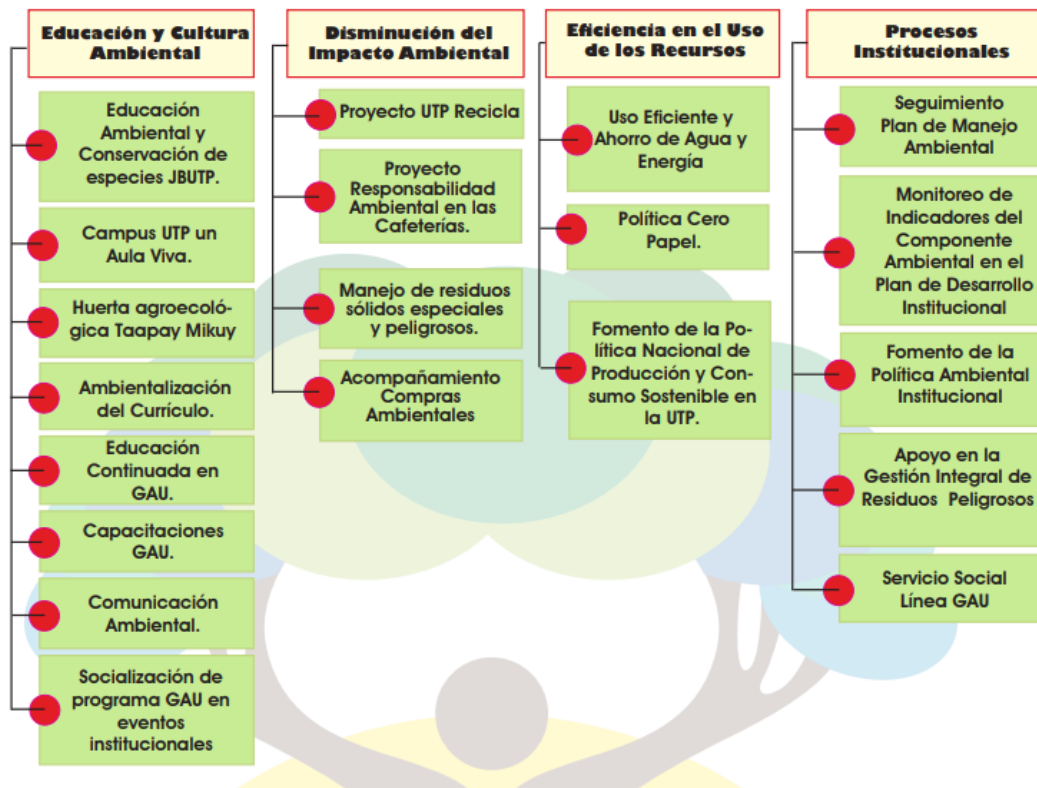 Educación y Cultura
Ambiental
Educación
Ambiental y
Conservación de
especies JBUTP.
Campus UTP un
Aula Viva.
Huerta agroecoló-
gica Taapay Mikuy
Ambientalización
del Currículo.
Educación
Continuada en
GAU.
Capacitaciones
GAU.
Comunicación
Ambiental.
Socialización de
programa GAU en
eventos
institucionales
Disminución del
Impacto Ambiental
Proyecto UTP Recicla
Proyecto
Responsabilidad
Ambiental en las
Cafeterías.
Manejo de residuos
sólidos especiales
y peligrosos.
Acompañamiento
Compras
Ambientales
Eficiencia en el Uso
de los Recursos
Uso Eficiente y
Ahorro de Agua y
Energía
Política Cero
Papel.
Fomento de la Po-
lítica Nacional de
Producción y Con-
sumo Sostenible en
la UTP.
Procesos
Institucionales
Seguimiento
Plan de Manejo
Ambiental
Monitoreo de
Indicadores del
Componente
Ambiental en el
Plan de Desarrollo
Institucional
Fomento de la
Política Ambiental
Institucional
Apoyo en la
Gestión Integral de
Residuos Peligrosos
Servicio Social
Línea GAU